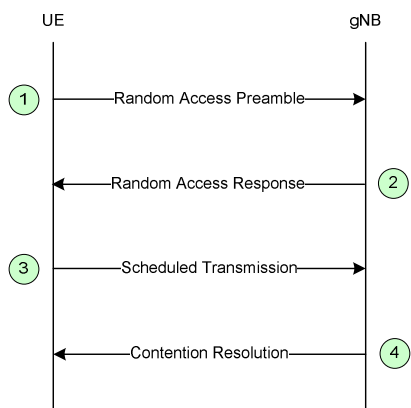 UE gNB
1 Random Access Preamble
Random Access Response 2
3 Scheduled Transmission
Contention Resolution 4